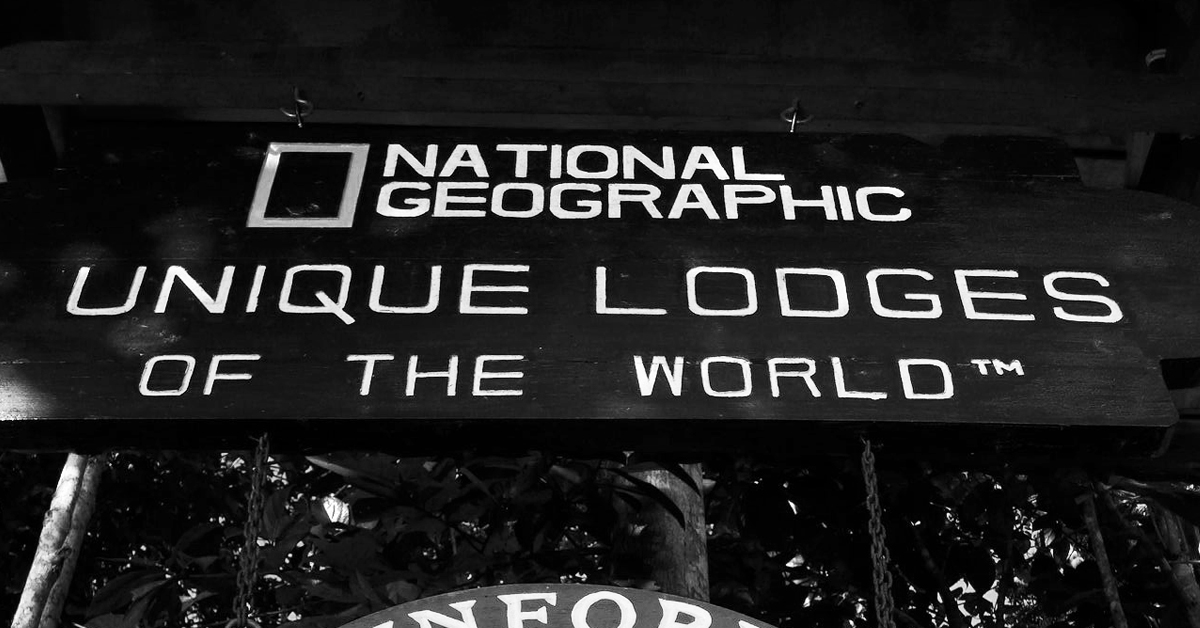 NATIONAL
GEOGRAPHIC
UNIQUE LODGES
OF THE WORLD™